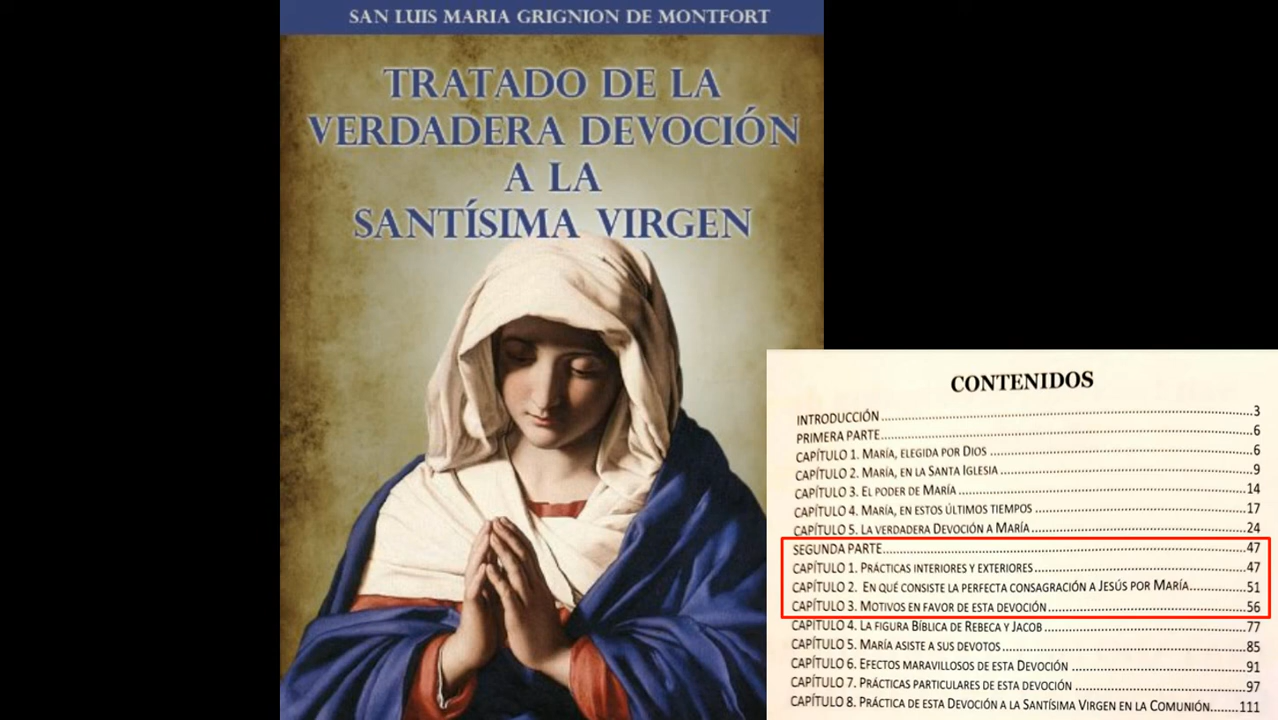 SAN LUIS MARIA GRIGNION DE MONTFORT
TRATADO DE LA
VERDADERA DEVOCIÓN
A LA
SANTÍSIMA VIRGEN
CONTENIDOS
INTRODUCCIÓN ................................ 3
PRIMERA PARTE ................................ 6
CAPÍTULO 1. MARÍA, ELEGIDA POR DIOS ................................ 6
CAPÍTULO 2. MARÍA, EN LA SANTA IGLESIA ................................ 9
CAPÍTULO 3. EL PODER DE MARÍA ................................ 14
CAPÍTULO 4. MARÍA, EN ESTOS ÚLTIMOS TIEMPOS ................................ 17
CAPÍTULO 5. LA VERDADERA DEVOCIÓN A MARÍA ................................ 24
SEGUNDA PARTE ................................ 47
CAPÍTULO 1. PRÁCTICAS INTERIORES Y EXTERIORES ................................ 47
CAPÍTULO 2. EN QUÉ CONSISTE LA PERFECTA CONSAGRACIÓN A JESÚS POR MARÍA ................................ 51
CAPÍTULO 3. MOTIVOS EN FAVOR DE ESTA DEVOCIÓN ................................ 56
CAPÍTULO 4. LA FIGURA BÍBLICA DE REBECA Y JACOB ................................ 77
CAPÍTULO 5. MARÍA ASISTE A SUS DEVOTOS ................................ 85
CAPÍTULO 6. EFECTOS MARAVILLOSOS DE ESTA DEVOCIÓN ................................ 91
CAPÍTULO 7. PRÁCTICAS PARTICULARES DE ESTA DEVOCIÓN ................................ 97
CAPÍTULO 8. PRÁCTICA DE ESTA DEVOCIÓN A LA SANTÍSIMA VIRGEN EN LA COMUNIÓN ....... 111